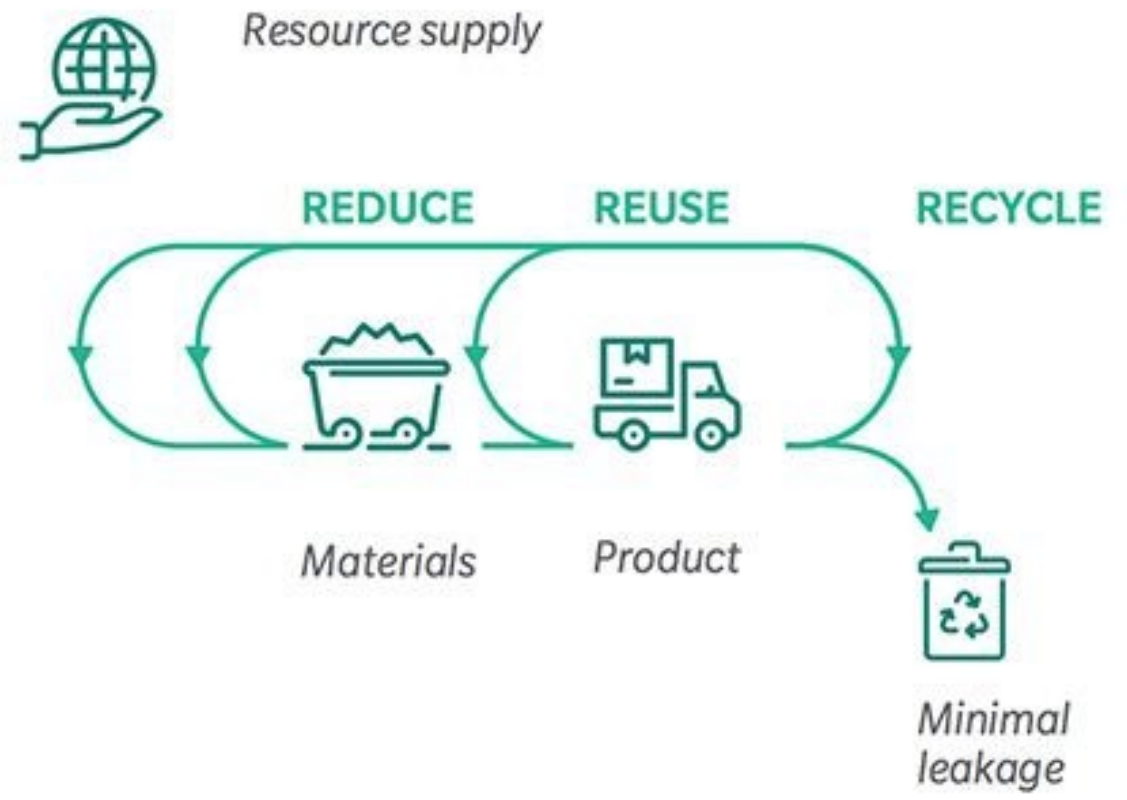 Resource supply
REDUCE
REUSE
RECYCLE
Materials
Product
Minimal
leakage